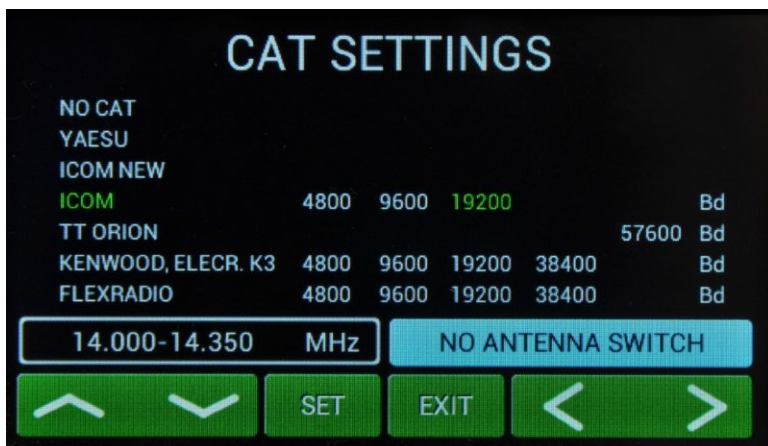 CAT SETTINGS
NO CAT
YAESU
ICOM NEW
ICOM 4800 9600 19200 Bd
TT ORION 57600 Bd
KENWOOD, ELECR. K3 4800 9600 19200 38400 Bd
FLEXRADIO 4800 9600 19200 38400 Bd
14.000-14.350 MHz NO ANTENNA SWITCH
SET EXIT